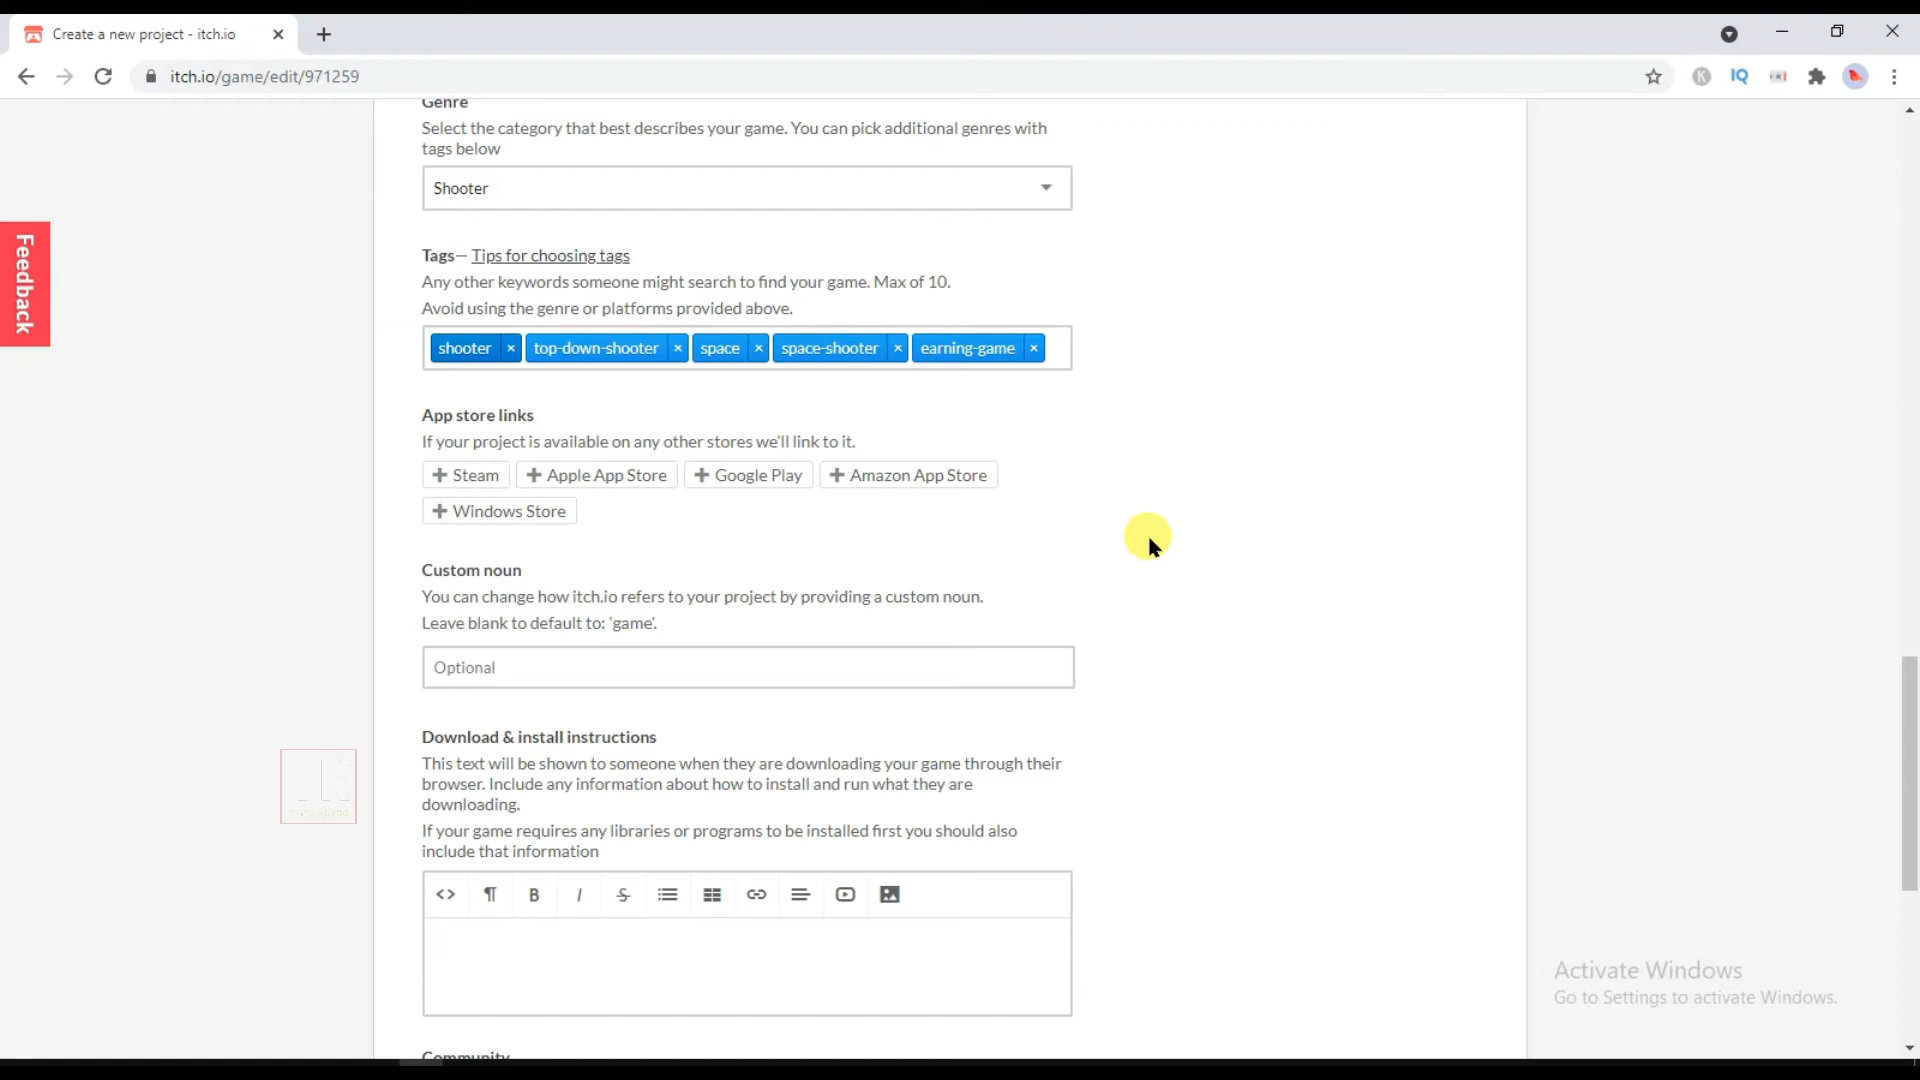 Create a new project - itch.io
itch.io/game/edit/971259
IQ
K
Genre
Select the category that best describes your game. You can pick additional genres with
tags below
Shooter
Feedback
Tags— Tips for choosing tags
Any other keywords someone might search to find your game. Max of 10.
Avoid using the genre or platforms provided above.
shooter × top-down-shooter × space × space-shooter × earning-game ×
App store links
If your project is available on any other stores we'll link to it.
+ Steam + Apple App Store + Google Play + Amazon App Store
+ Windows Store
Custom noun
You can change how itch.io refers to your project by providing a custom noun.
Leave blank to default to: 'game'.
Optional
Download & install instructions
This text will be shown to someone when they are downloading your game through their
browser. Include any information about how to install and run what they are
downloading.
If your game requires any libraries or programs to be installed first you should also
include that information
<> ¶ B I S
Activate Windows
Go to Settings to activate Windows.
Community